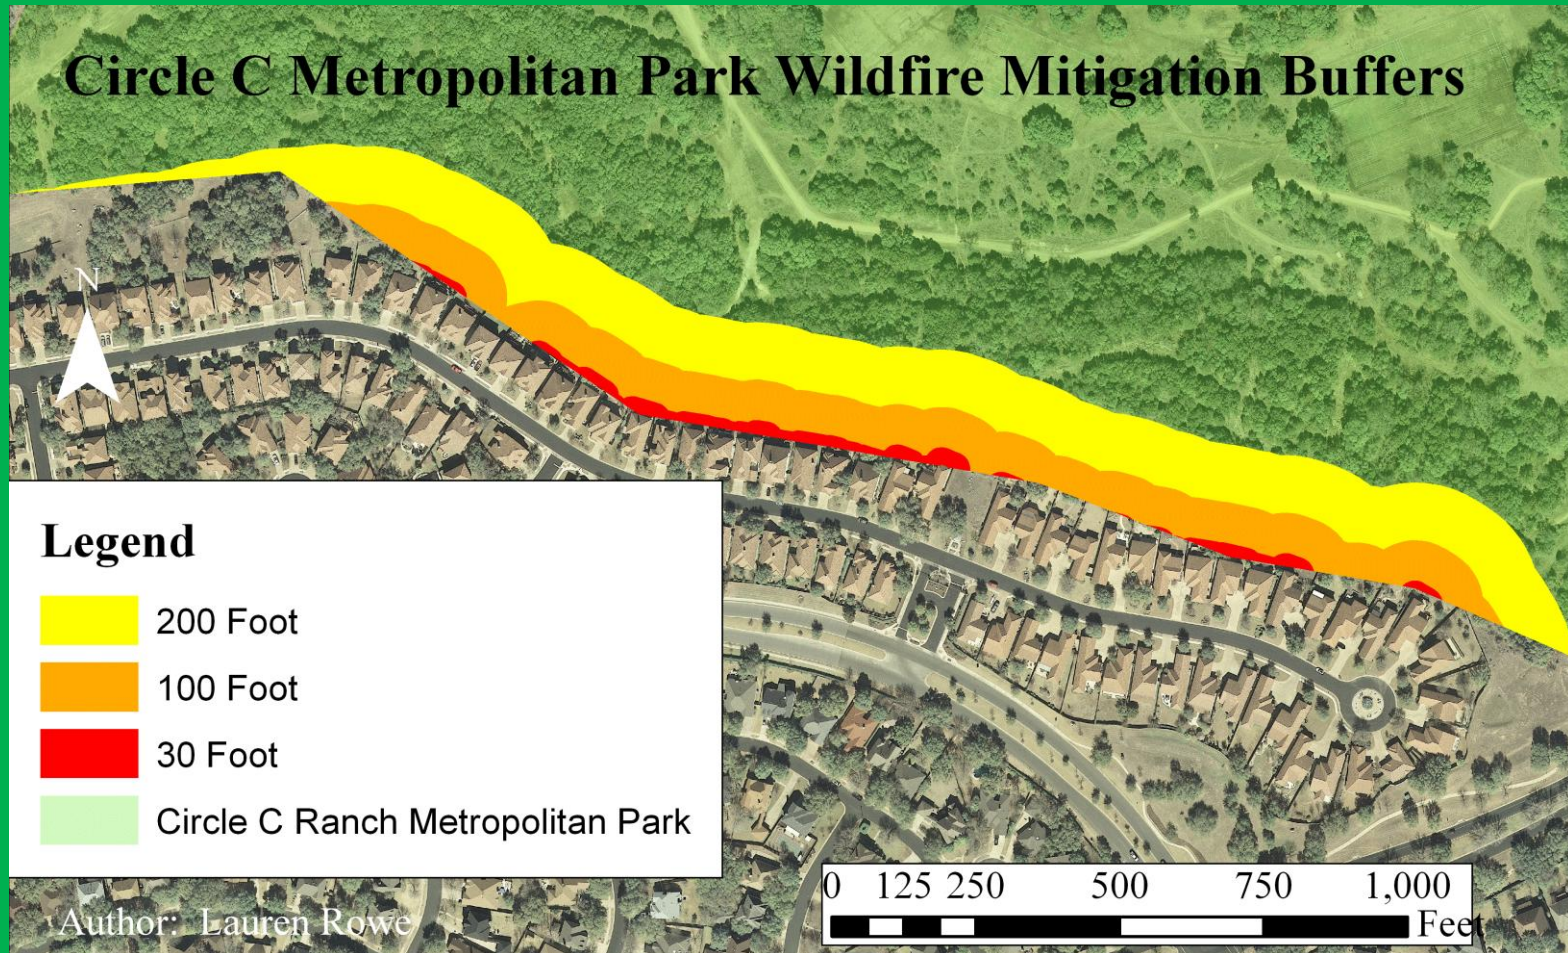 Circle C Metropolitan Park Wildfire Mitigation Buffers
N
Legend
200 Foot
100 Foot
30 Foot
Circle C Ranch Metropolitan Park
0 125 250 500 750 1,000
Feet
Author: Lauren Rowe